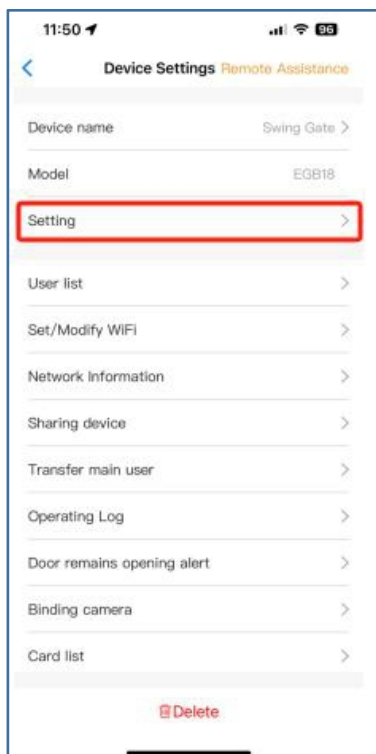 11:50 96
Device Settings Remote Assistance
Device name Swing Gate
Model EGB18
Setting
User list
Set/Modify WiFi
Network Information
Sharing device
Transfer main user
Operating Log
Door remains opening alert
Binding camera
Card list
Delete